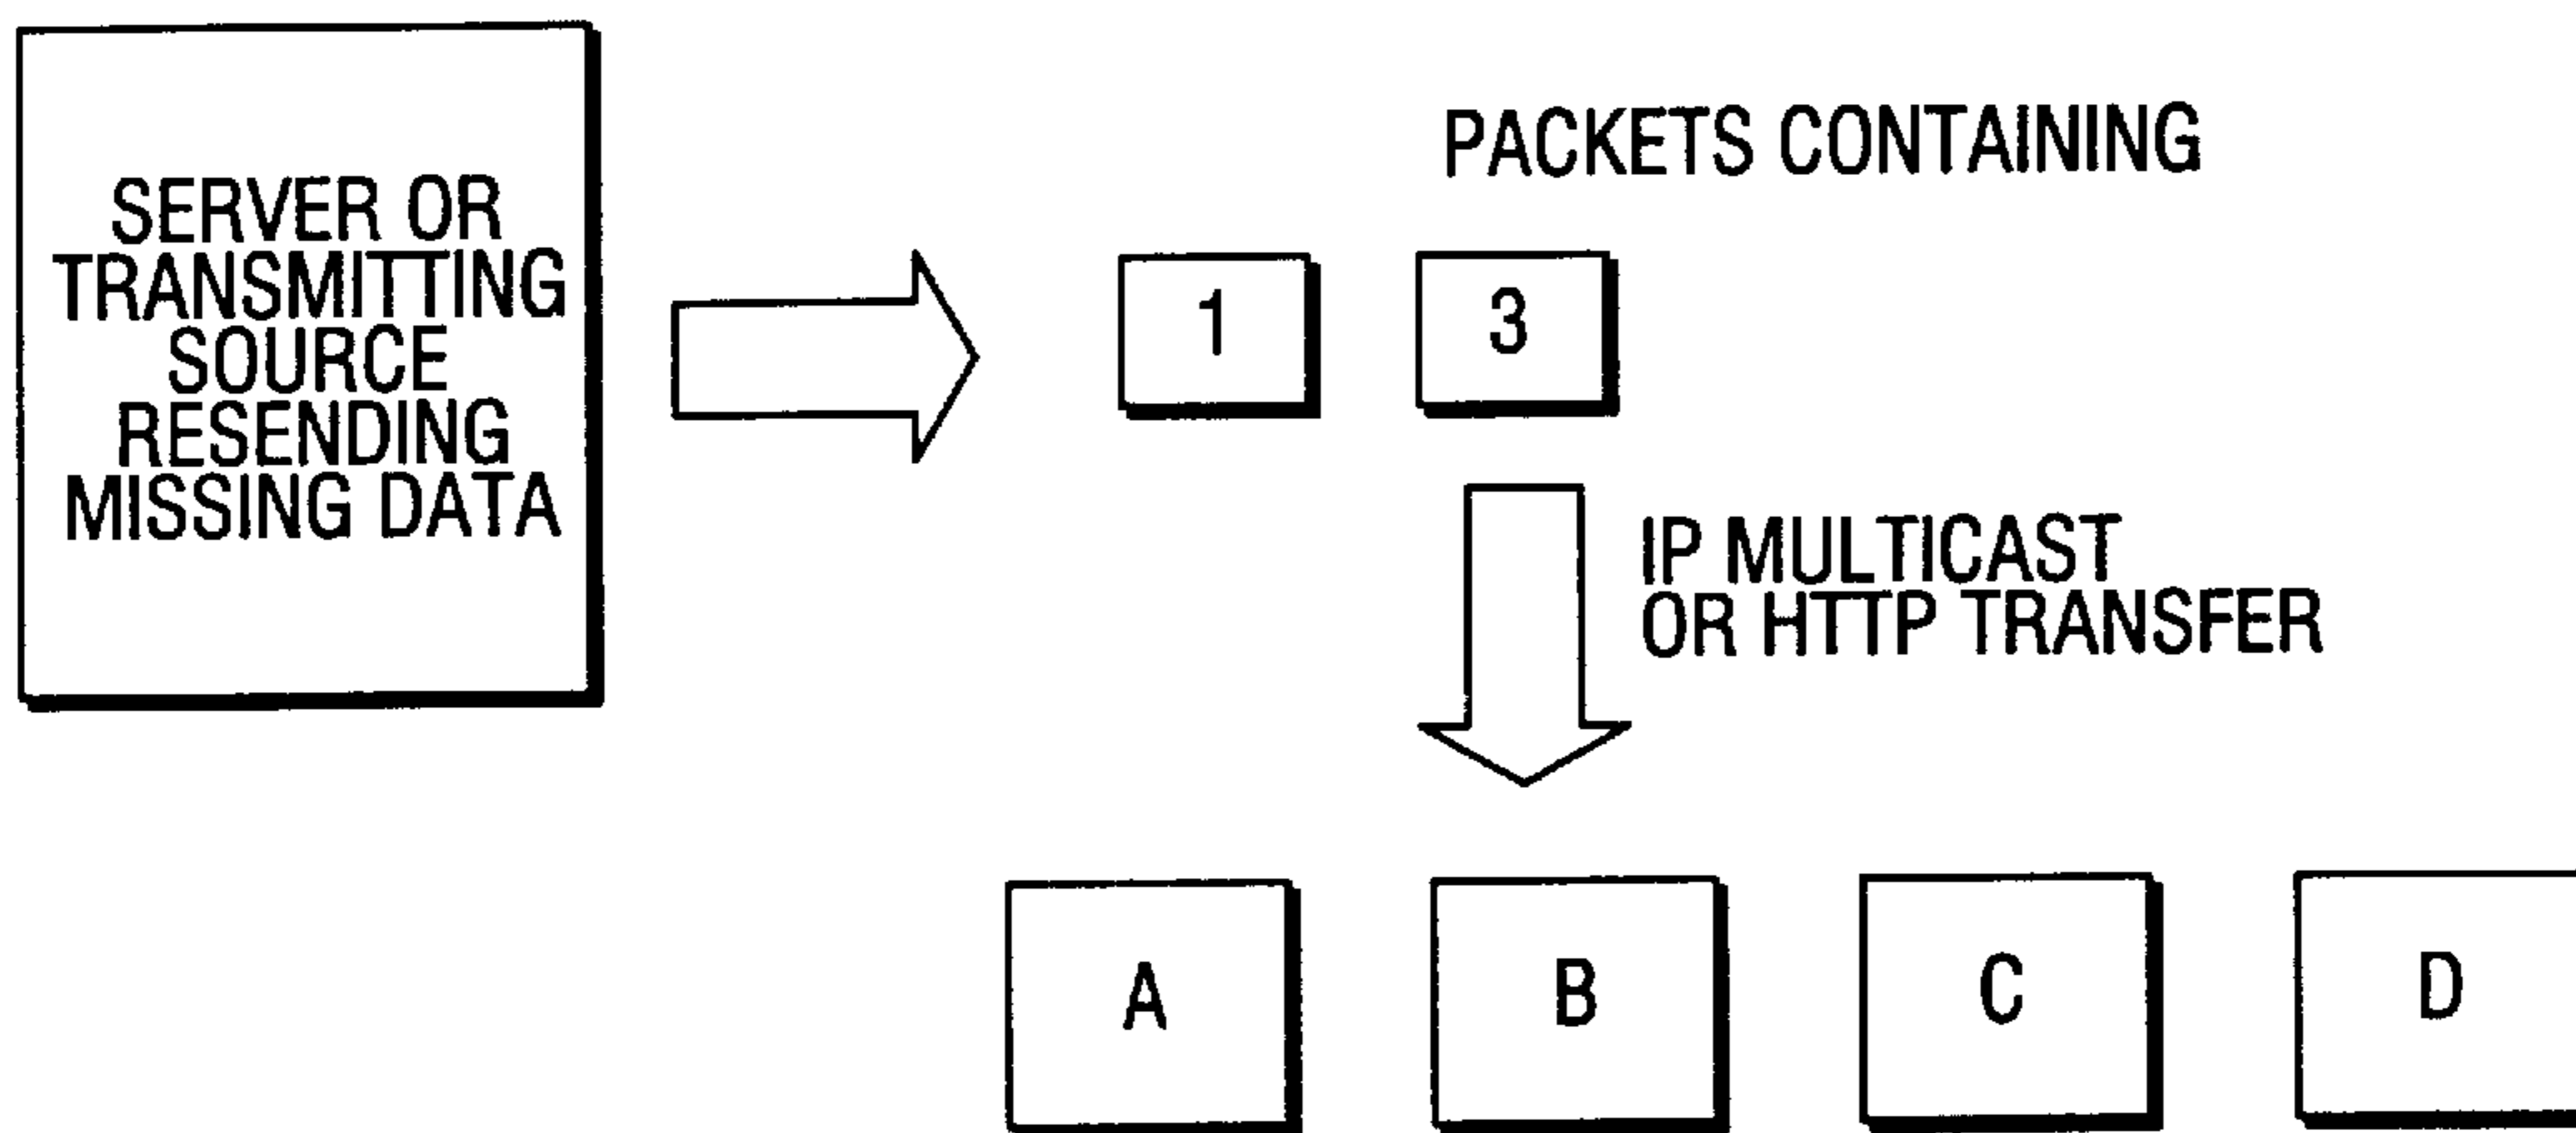 SERVER OR
TRANSMITTING
SOURCE
RESENDING
MISSING DATA
PACKETS CONTAINING
1 3
IP MULTICAST
OR HTTP TRANSFER
A B C D